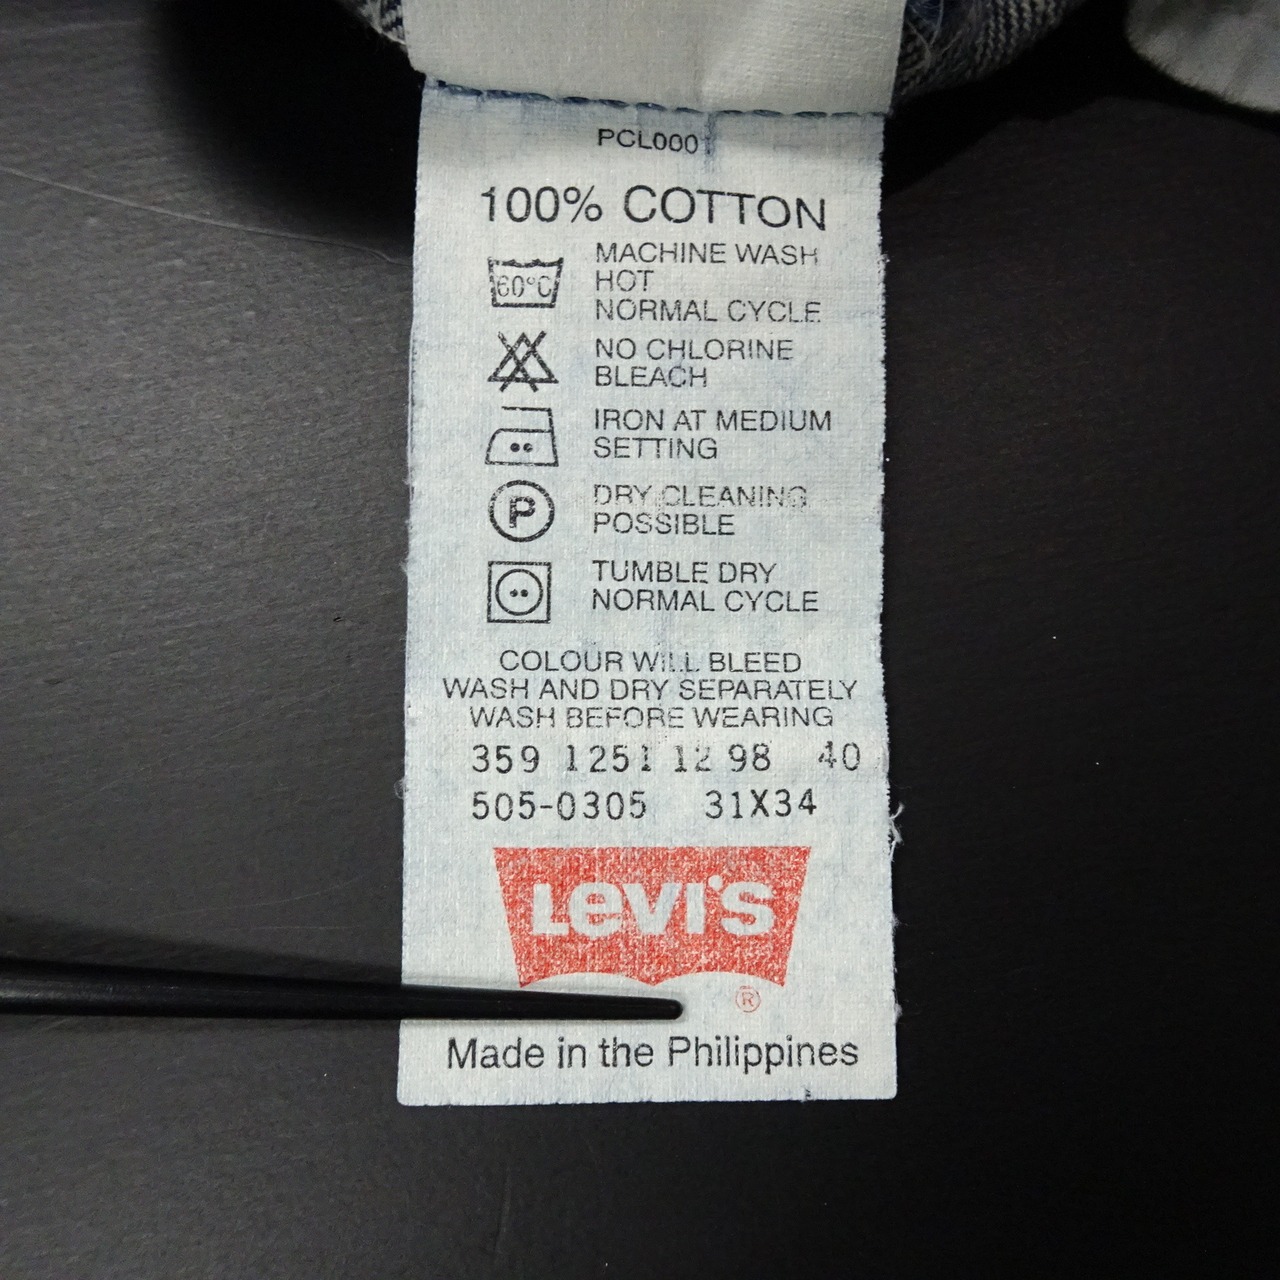 PCL000
100% COTTON
60°C
MACHINE WASH
HOT
NORMAL CYCLE
NO CHLORINE
BLEACH
IRON AT MEDIUM
SETTING
P
DRY CLEANING
POSSIBLE
TUMBLE DRY
NORMAL CYCLE
COLOUR WILL BLEED
WASH AND DRY SEPARATELY
WASH BEFORE WEARING
359 1251 12 98 40
505-0305 31X34
LEVI'S
®
Made in the Philippines